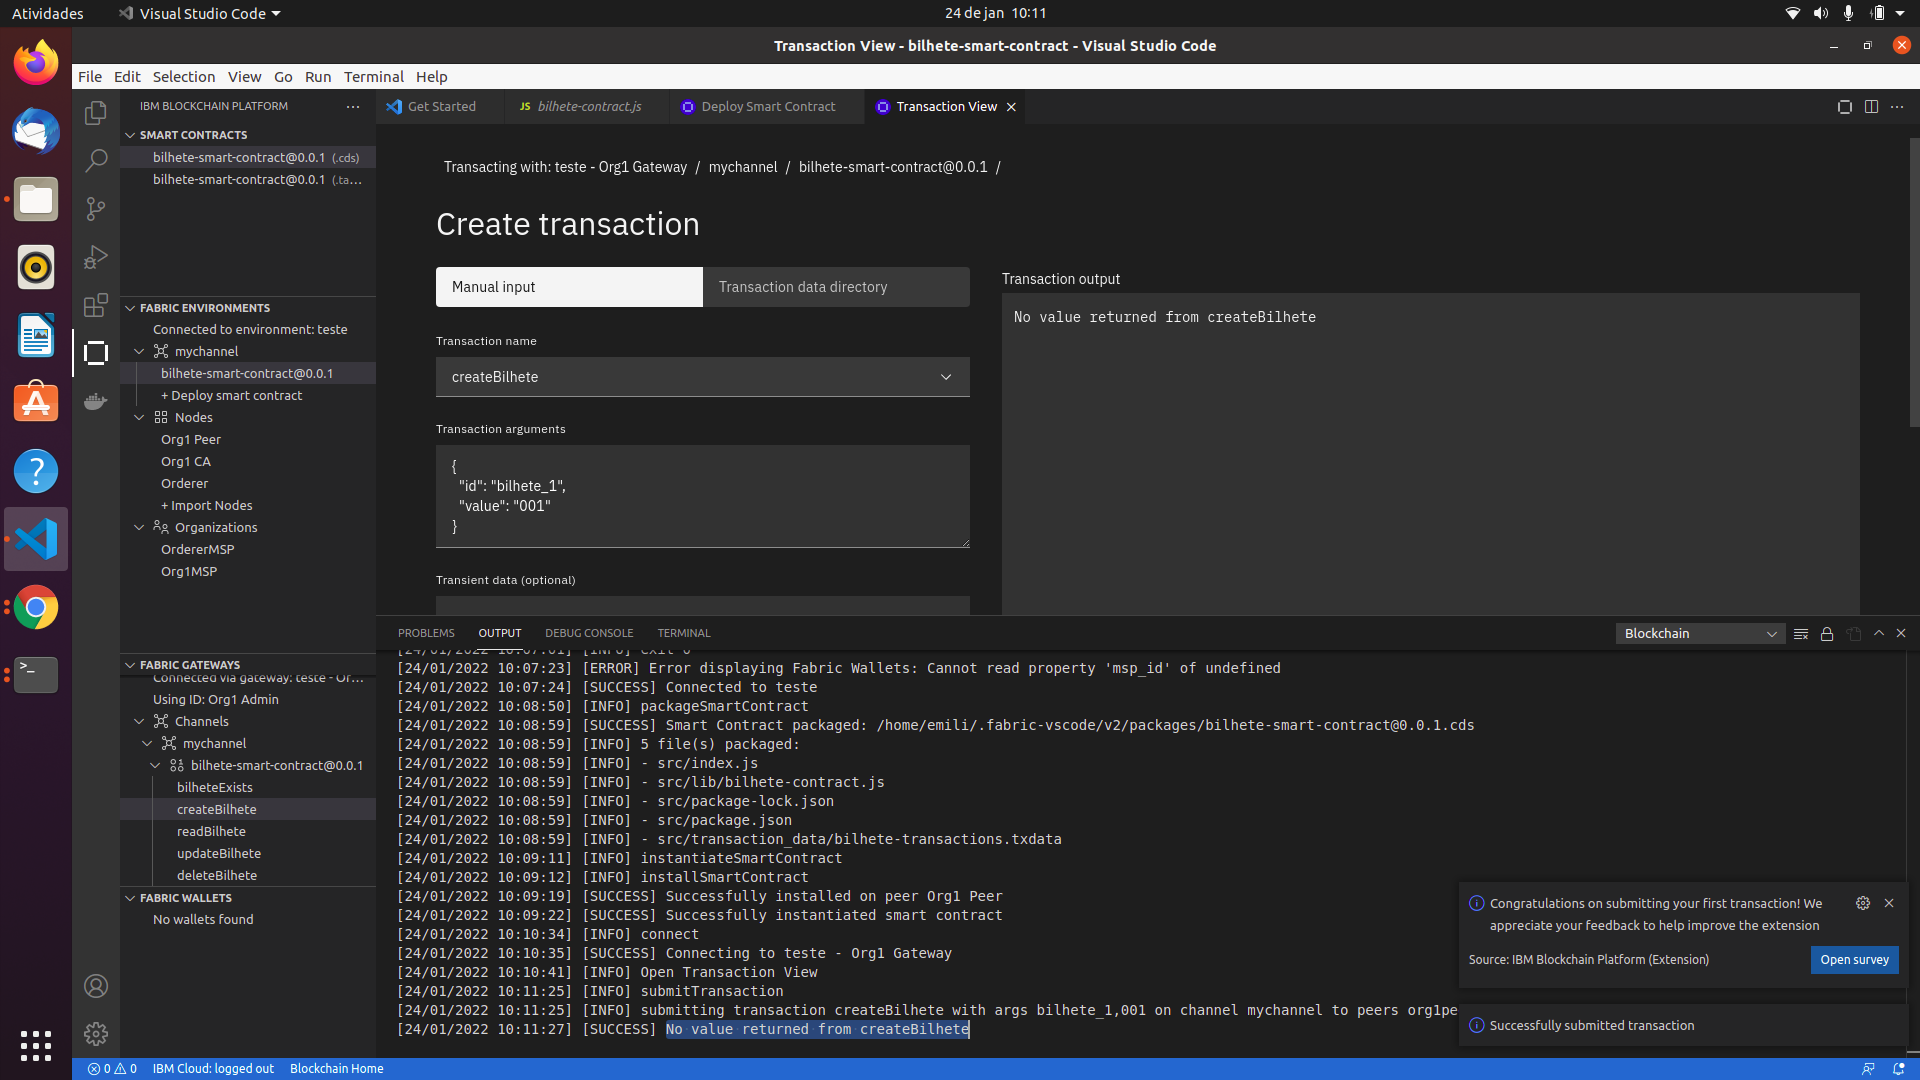 Atividades
Visual Studio Code
24 de jan 10:11
Transaction View - bilhete-smart-contract - Visual Studio Code
File Edit Selection View Go Run Terminal Help
IBM BLOCKCHAIN PLATFORM
SMART CONTRACTS
bilhete-smart-contract@0.0.1 (.cds)
bilhete-smart-contract@0.0.1 (.ta...
FABRIC ENVIRONMENTS
Connected to environment: teste
mychannel
bilhete-smart-contract@0.0.1
+ Deploy smart contract
Nodes
Org1 Peer
Org1 CA
Orderer
+ Import Nodes
Organizations
OrdererMSP
Org1MSP
FABRIC GATEWAYS
Connected via gateway: teste - Or...
Using ID: Org1 Admin
Channels
mychannel
bilhete-smart-contract@0.0.1
bilheteExists
createBilhete
readBilhete
updateBilhete
deleteBilhete
FABRIC WALLETS
No wallets found
Get Started
JS bilhete-contract.js
Deploy Smart Contract
Transaction View
Transacting with: teste - Org1 Gateway / mychannel / bilhete-smart-contract@0.0.1 /
Create transaction
Manual input
Transaction data directory
Transaction name
createBilhete
Transaction arguments
{
"id": "bilhete_1",
"value": "001"
}
Transient data (optional)
Transaction output
No value returned from createBilhete
PROBLEMS OUTPUT DEBUG CONSOLE TERMINAL
Blockchain
[24/01/2022 10:07:01] [INFO] exit 0
[24/01/2022 10:07:23] [ERROR] Error displaying Fabric Wallets: Cannot read property 'msp_id' of undefined
[24/01/2022 10:07:24] [SUCCESS] Connected to teste
[24/01/2022 10:08:50] [INFO] packageSmartContract
[24/01/2022 10:08:59] [SUCCESS] Smart Contract packaged: /home/emili/.fabric-vscode/v2/packages/bilhete-smart-contract@0.0.1.cds
[24/01/2022 10:08:59] [INFO] 5 file(s) packaged:
[24/01/2022 10:08:59] [INFO] - src/index.js
[24/01/2022 10:08:59] [INFO] - src/lib/bilhete-contract.js
[24/01/2022 10:08:59] [INFO] - src/package-lock.json
[24/01/2022 10:08:59] [INFO] - src/package.json
[24/01/2022 10:08:59] [INFO] - src/transaction_data/bilhete-transactions.txdata
[24/01/2022 10:09:11] [INFO] instantiateSmartContract
[24/01/2022 10:09:12] [INFO] installSmartContract
[24/01/2022 10:09:19] [SUCCESS] Successfully installed on peer Org1 Peer
[24/01/2022 10:09:22] [SUCCESS] Successfully instantiated smart contract
[24/01/2022 10:10:34] [INFO] connect
[24/01/2022 10:10:35] [SUCCESS] Connecting to teste - Org1 Gateway
[24/01/2022 10:10:41] [INFO] Open Transaction View
[24/01/2022 10:11:25] [INFO] submitTransaction
[24/01/2022 10:11:25] [INFO] submitting transaction createBilhete with args bilhete_1,001 on channel mychannel to peers org1pe
[24/01/2022 10:11:27] [SUCCESS] No value returned from createBilhete
Congratulations on submitting your first transaction! We
appreciate your feedback to help improve the extension
Source: IBM Blockchain Platform (Extension)
Open survey
Successfully submitted transaction
0 0 IBM Cloud: logged out Blockchain Home